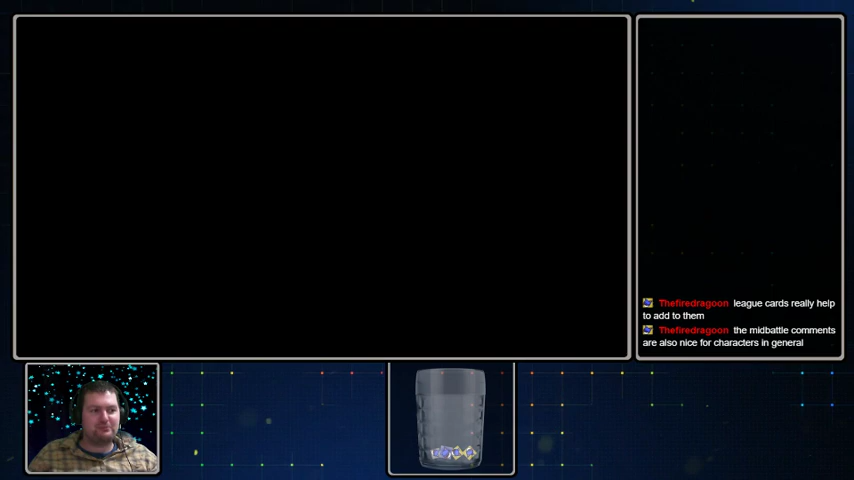 Thefiredragoon league cards really help
to add to them
Thefiredragoon the midbattle comments
are also nice for characters in general